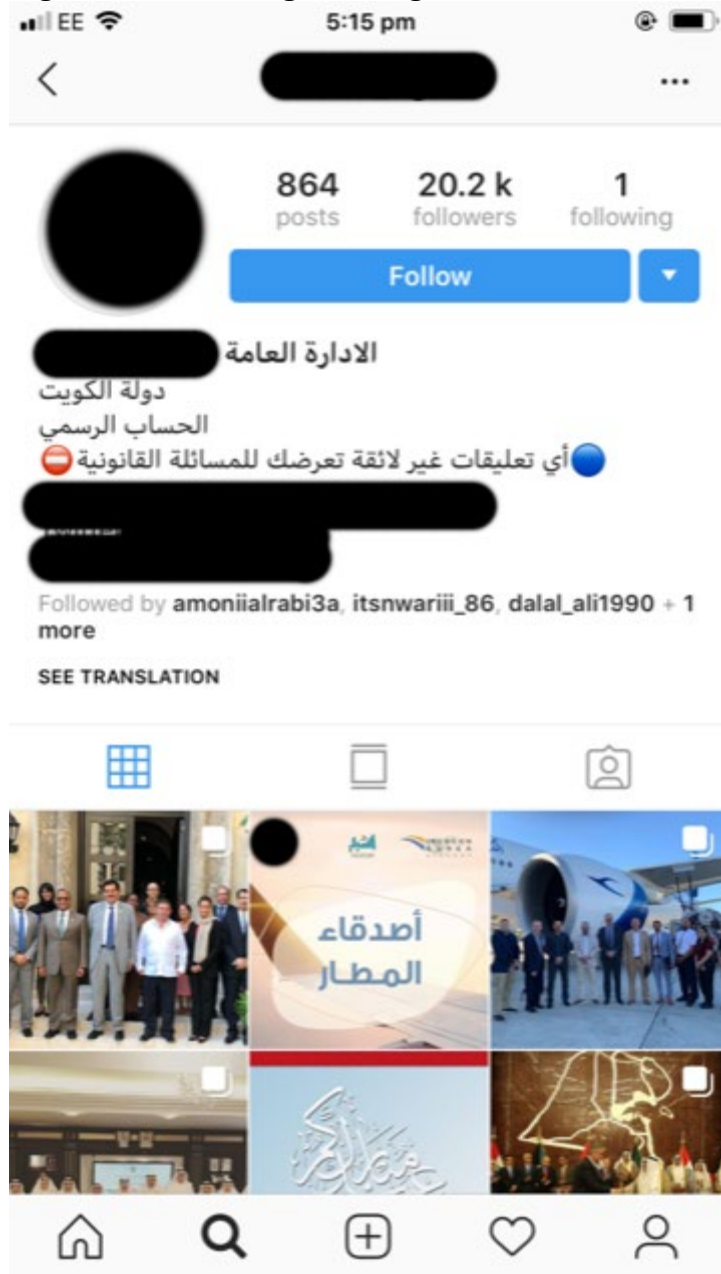 EE
5:15 pm
864 20.2 k 1
posts followers following
Follow
الادارة العامة
دولة الكويت
الحساب الرسمي
أي تعليقات غير لائقة تعرضك للمسائلة القانونية
Followed by amoniialrabi3a, itsnwariii_86, dalal_ali1990 + 1
more
SEE TRANSLATION
أصدقاء
المطار
مبارك